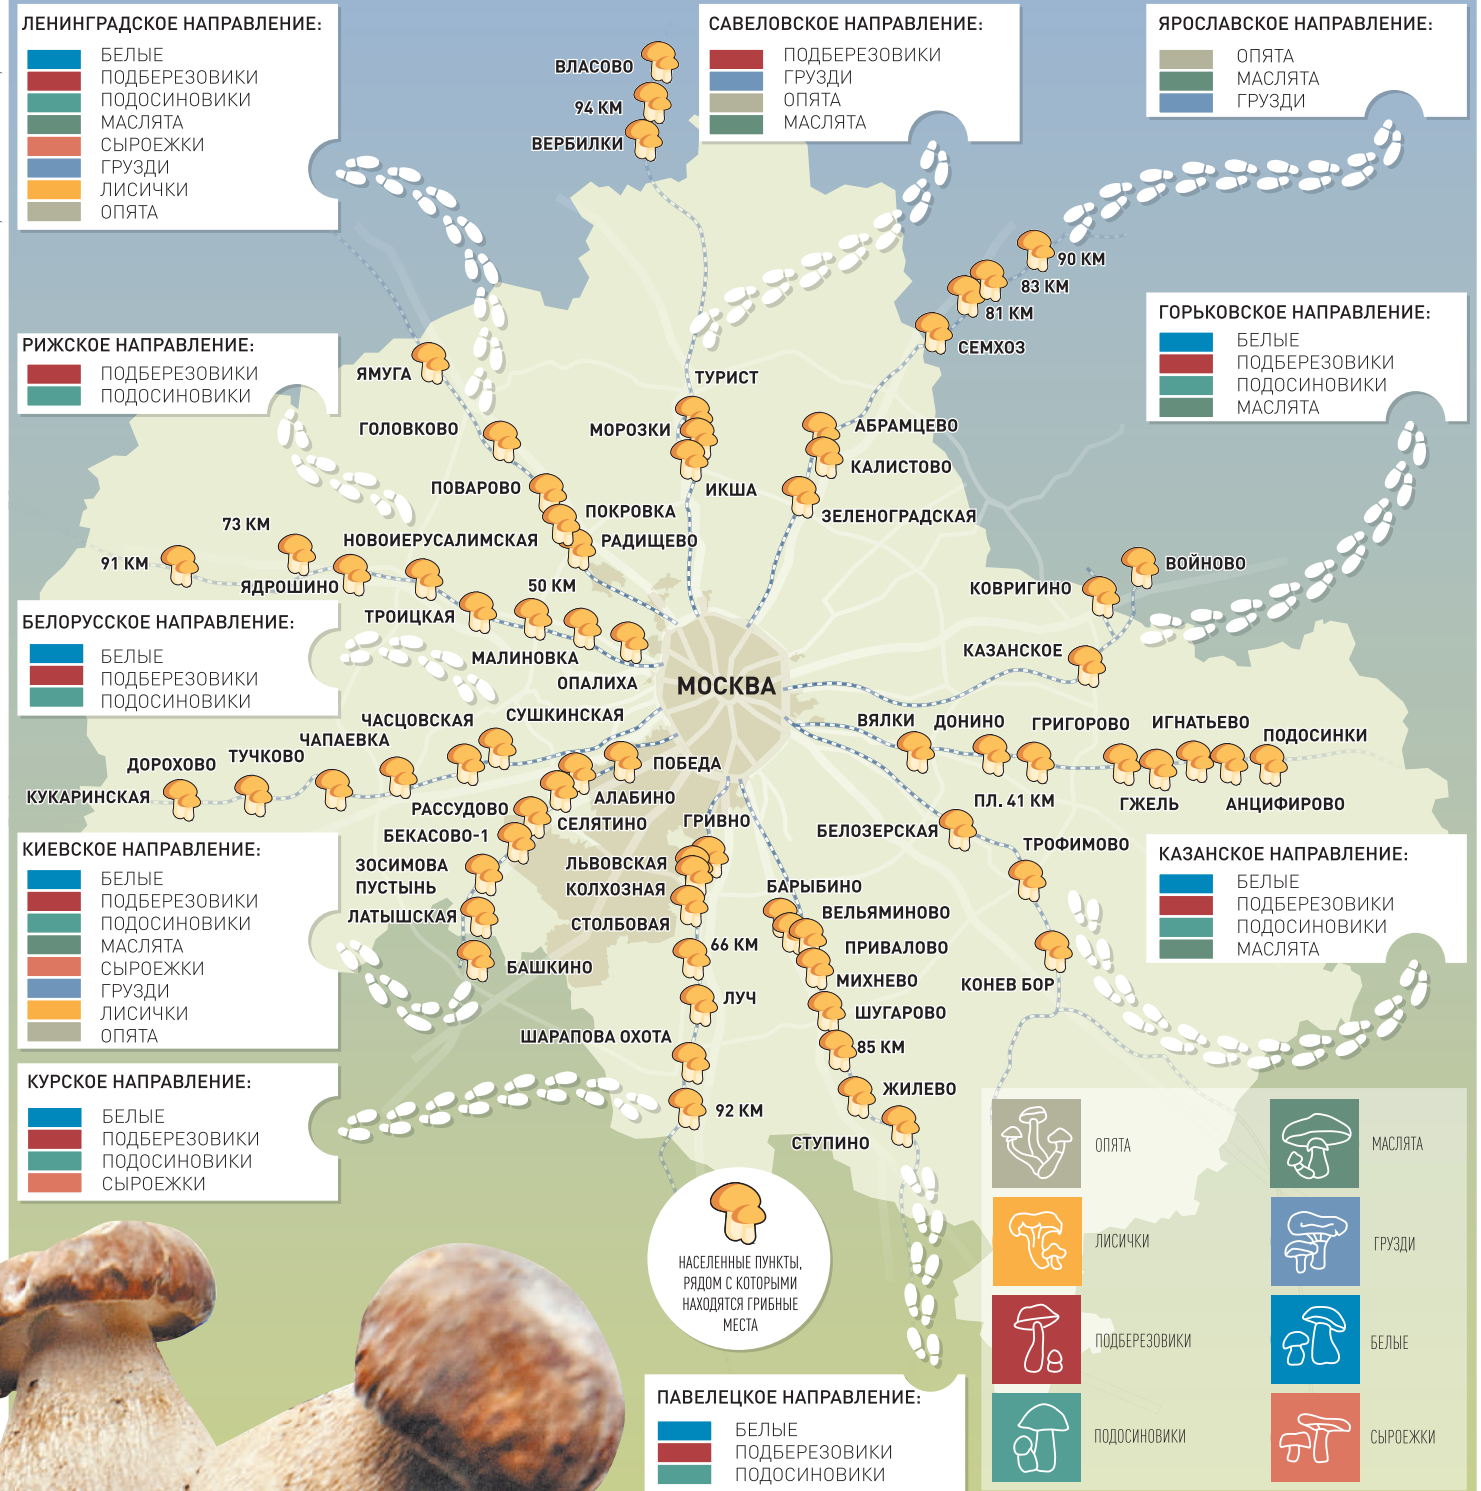 ЛЕНИНГРАДСКОЕ НАПРАВЛЕНИЕ:
БЕЛЫЕ
ПОДБЕРЕЗОВИКИ
ПОДОСИНОВИКИ
МАСЛЯТА
СЫРОЕЖКИ
ГРУЗДИ
ЛИСИЧКИ
ОПЯТА
САВЕЛОВСКОЕ НАПРАВЛЕНИЕ:
ПОДБЕРЕЗОВИКИ
ГРУЗДИ
ОПЯТА
МАСЛЯТА
ЯРОСЛАВСКОЕ НАПРАВЛЕНИЕ:
ОПЯТА
МАСЛЯТА
ГРУЗДИ
ВЛАСОВО
94 КМ
ВЕРБИЛКИ
90 КМ
83 КМ
81 КМ
СЕМХОЗ
РИЖСКОЕ НАПРАВЛЕНИЕ:
ПОДБЕРЕЗОВИКИ
ПОДОСИНОВИКИ
ГОРЬКОВСКОЕ НАПРАВЛЕНИЕ:
БЕЛЫЕ
ПОДБЕРЕЗОВИКИ
ПОДОСИНОВИКИ
МАСЛЯТА
ЯМУГА
ГОЛОВКОВО
ПОВАРОВО
ПОКРОВКА
РАДИЩЕВО
ТУРИСТ
МОРОЗКИ
ИКША
АБРАМЦЕВО
КАЛИСТОВО
ЗЕЛЕНОГРАДСКАЯ
73 КМ
91 КМ
НОВОИЕРУСАЛИМСКАЯ
ЯДРОШИНО
50 КМ
ТРОИЦКАЯ
МАЛИНОВКА
ОПАЛИХА
ВОЙНОВО
КОВРИГИНО
КАЗАНСКОЕ
БЕЛОРУССКОЕ НАПРАВЛЕНИЕ:
БЕЛЫЕ
ПОДБЕРЕЗОВИКИ
ПОДОСИНОВИКИ
МОСКВА
ЧАСЦОВСКАЯ
СУШКИНСКАЯ
ЧАПАЕВКА
ТУЧКОВО
ДОРОХОВО
КУКАРИНСКАЯ
ВЯЛКИ
ДОНИНО
ГРИГОРОВО
ИГНАТЬЕВО
ПОДОСИНКИ
ПЛ. 41 КМ
ГЖЕЛЬ
АНЦИФИРОВО
ПОБЕДА
АЛАБИНО
РАССУДОВО
СЕЛЯТИНО
БЕКАСОВО-1
ЗОСИМОВА
ПУСТЫНЬ
ЛАТЫШСКАЯ
БАШКИНО
ГРИВНО
ЛЬВОВСКАЯ
КОЛХОЗНАЯ
СТОЛБОВАЯ
66 КМ
ЛУЧ
ШАРАПОВА ОХОТА
92 КМ
БАРЫБИНО
ВЕЛЬЯМИНОВО
ПРИВАЛОВО
МИХНЕВО
ШУГАРОВО
85 КМ
ЖИЛЕВО
СТУПИНО
БЕЛОЗЕРСКАЯ
ТРОФИМОВО
КОНЕВ БОР
КИЕВСКОЕ НАПРАВЛЕНИЕ:
БЕЛЫЕ
ПОДБЕРЕЗОВИКИ
ПОДОСИНОВИКИ
МАСЛЯТА
СЫРОЕЖКИ
ГРУЗДИ
ЛИСИЧКИ
ОПЯТА
КАЗАНСКОЕ НАПРАВЛЕНИЕ:
БЕЛЫЕ
ПОДБЕРЕЗОВИКИ
ПОДОСИНОВИКИ
МАСЛЯТА
КУРСКОЕ НАПРАВЛЕНИЕ:
БЕЛЫЕ
ПОДБЕРЕЗОВИКИ
ПОДОСИНОВИКИ
СЫРОЕЖКИ
НАСЕЛЕННЫЕ ПУНКТЫ,
РЯДОМ С КОТОРЫМИ
НАХОДЯТСЯ ГРИБНЫЕ
МЕСТА
ПАВЕЛЕЦКОЕ НАПРАВЛЕНИЕ:
БЕЛЫЕ
ПОДБЕРЕЗОВИКИ
ПОДОСИНОВИКИ
ОПЯТА
МАСЛЯТА
ЛИСИЧКИ
ГРУЗДИ
ПОДБЕРЕЗОВИКИ
БЕЛЫЕ
ПОДОСИНОВИКИ
СЫРОЕЖКИ